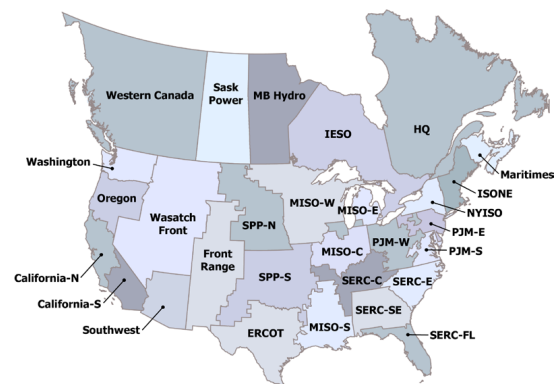 Western Canada
Sask
Power
MB Hydro
IESO
HQ
Washington
Maritimes
ISONE
Oregon
NYISO
Wasatch
Front
MISO-W
MISO-E
PJM-E
SPP-N
PJM-W
PJM-S
Front
Range
MISO-C
California-N
SPP-S
SERC-C
SERC-E
California-S
Southwest
ERCOT
MISO-S
SERC-SE
SERC-FL